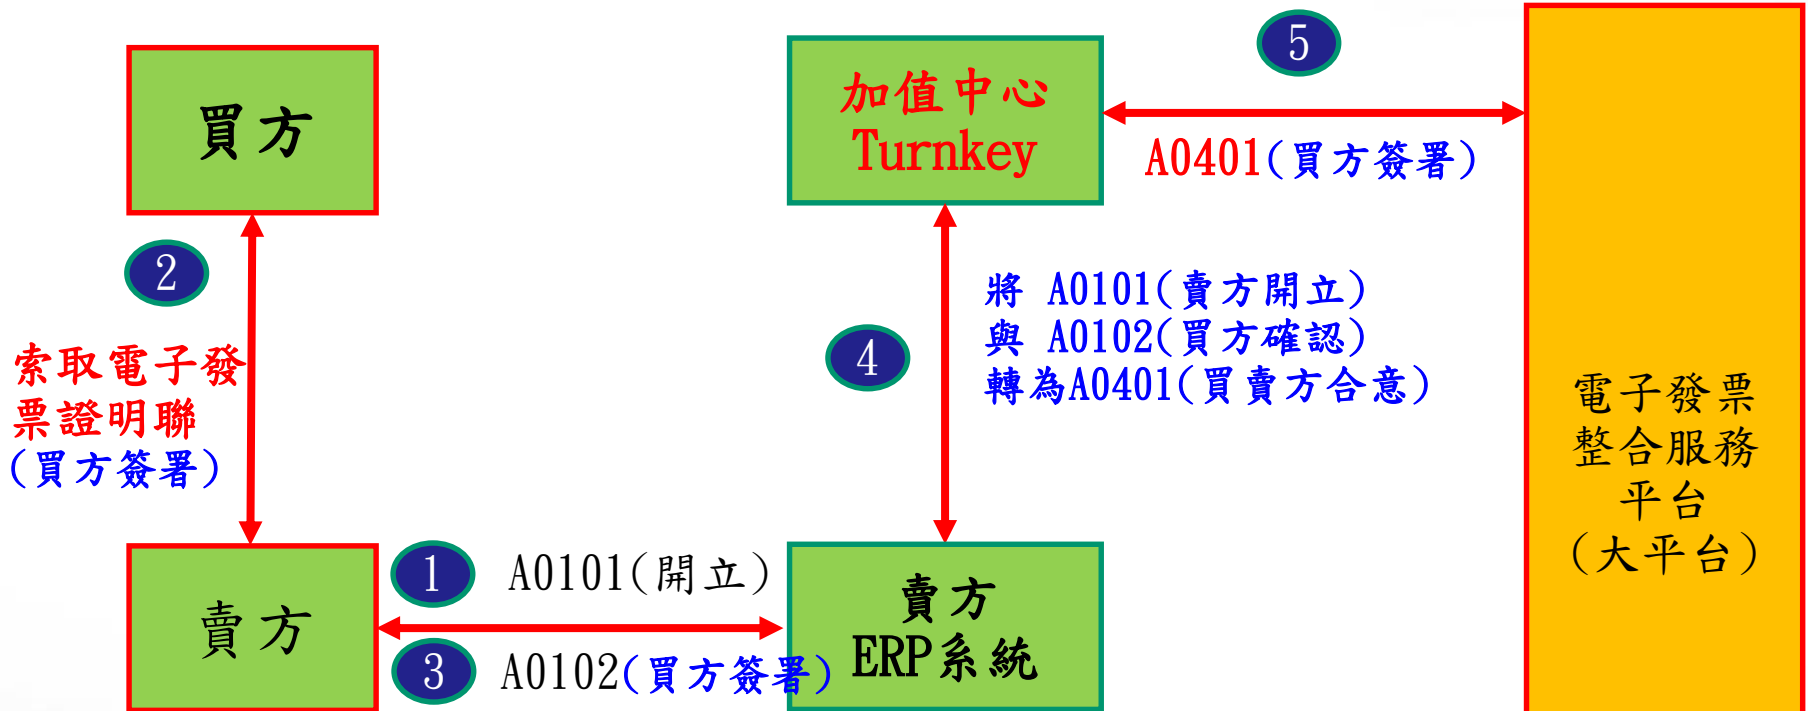 買方
2
索取電子發
票證明聯
(買方簽署)
賣方
1
A0101(開立)
3
A0102(買方簽署)
賣方
ERP系統
加值中心
Turnkey
4
將 A0101(賣方開立)
與 A0102(買方確認)
轉為A0401(買賣方合意)
5
A0401(買方簽署)
電子發票
整合服務
平台
(大平台)